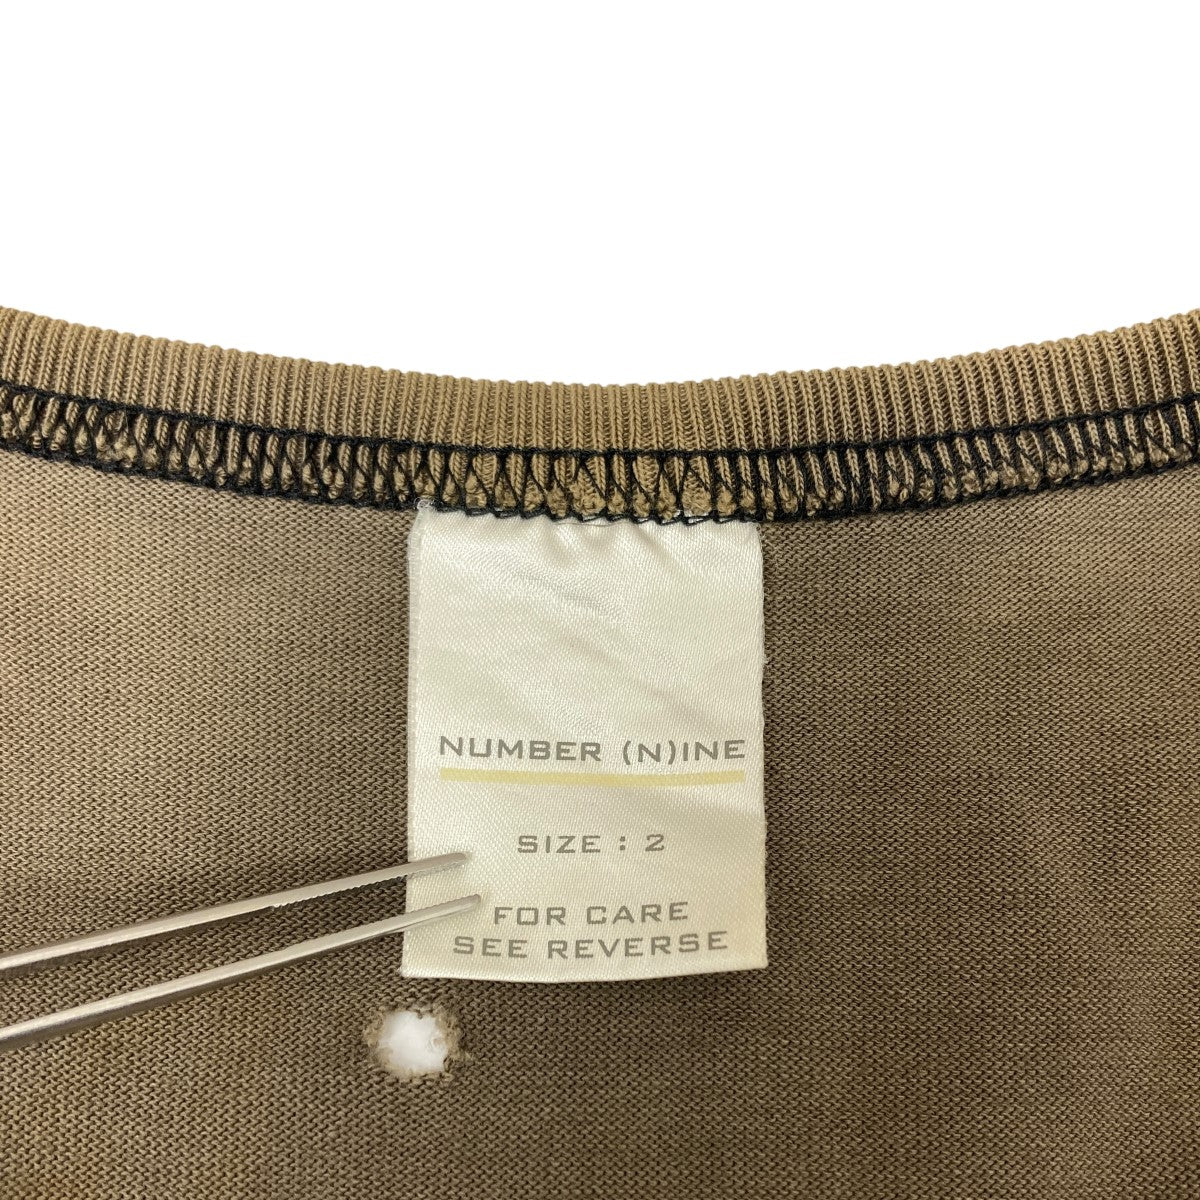 NUMBER (N)INE
SIZE : 2
FOR CARE
SEE REVERSE